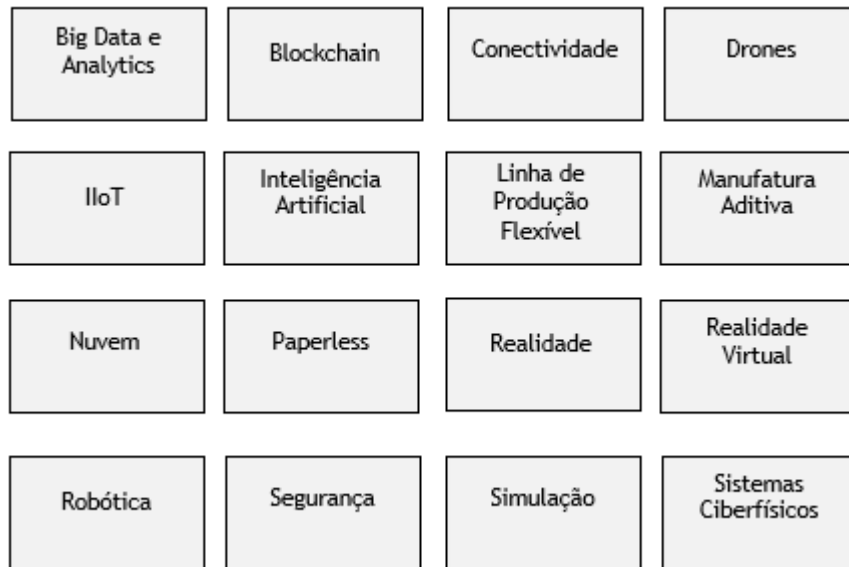 Big Data e
Analytics
Blockchain
Conectividade
Drones
IIoT
Inteligência
Artificial
Linha de
Produção
Flexível
Manufatura
Aditiva
Nuvem
Paperless
Realidade
Realidade
Virtual
Robótica
Segurança
Simulação
Sistemas
Ciberfísicos